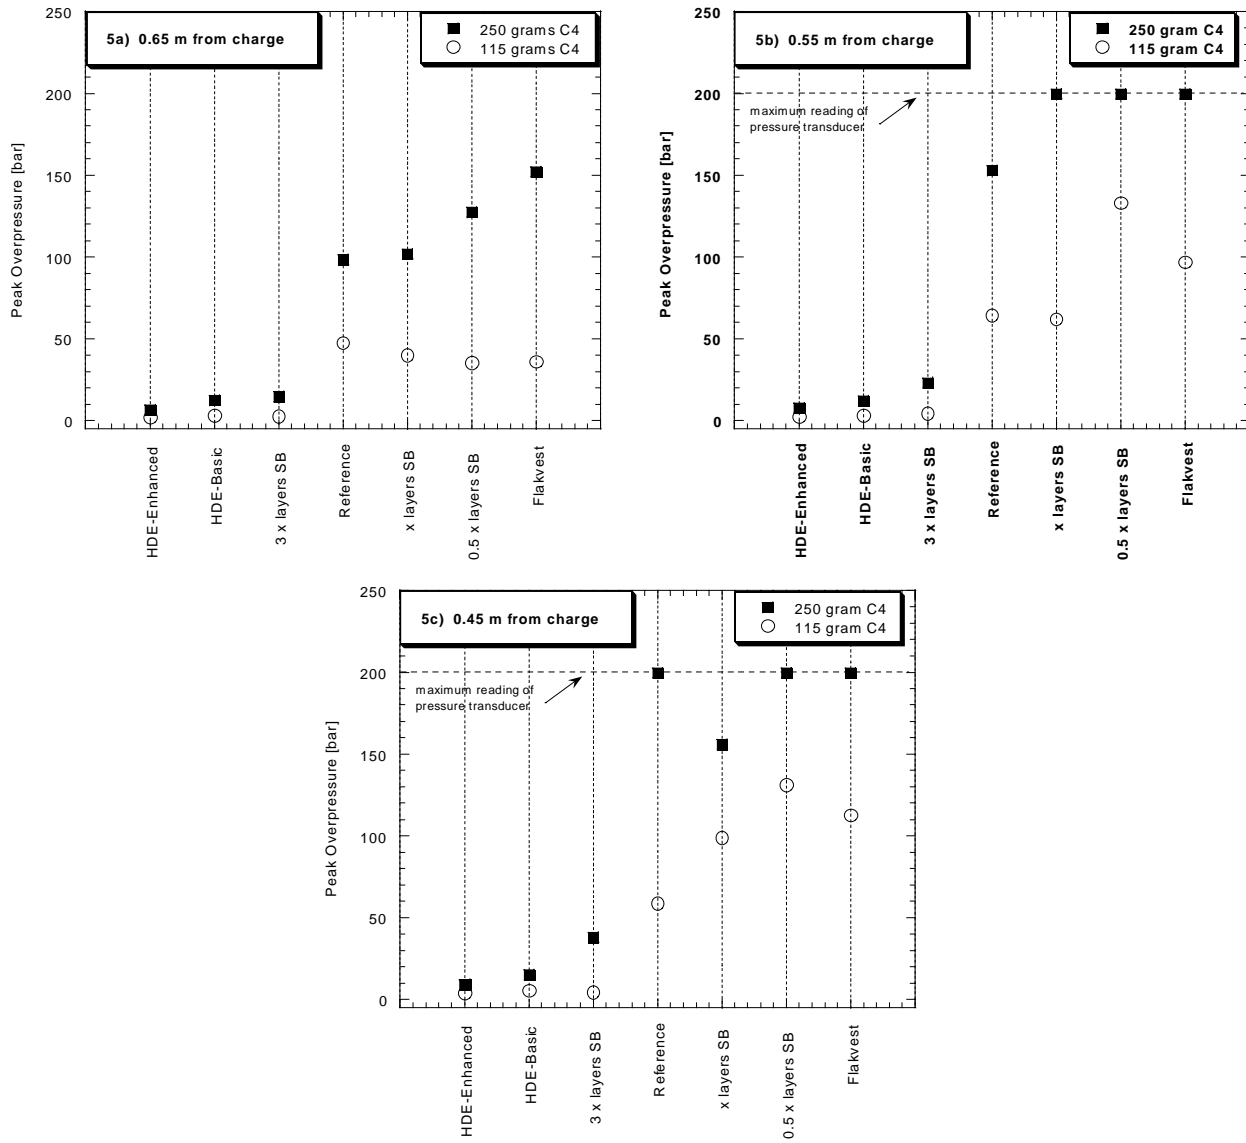 5a) 0.65 m from charge
250 grams C4
115 grams C4
Peak Overpressure [bar]
250
200
150
100
50
0
HDE-Enhanced
HDE-Basic
3 x layers SB
Reference
x layers SB
0.5 x layers SB
Flakvest
5b) 0.55 m from charge
250 grams C4
115 gram C4
maximum reading of
pressure transducer
Peak Overpressure [bar]
250
200
150
100
50
0
HDE-Enhanced
HDE-Basic
3 x layers SB
Reference
x layers SB
0.5 x layers SB
Flakvest
5c) 0.45 m from charge
250 gram C4
115 gram C4
maximum reading of
pressure transducer
Peak Overpressure [bar]
250
200
150
100
50
0
HDE-Enhanced
HDE-Basic
3 x layers SB
Reference
x layers SB
0.5 x layers SB
Flakvest